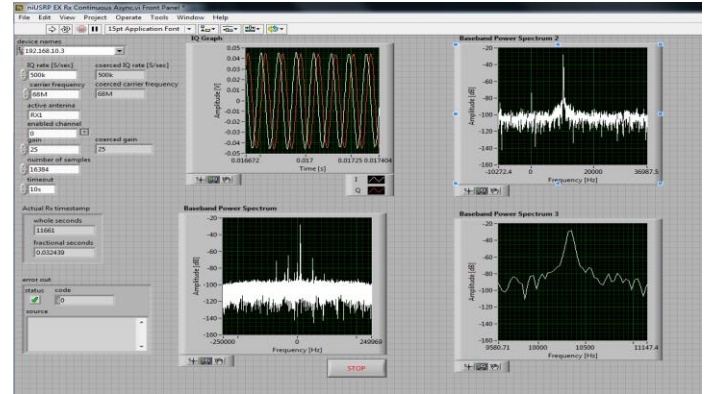 niUSRP EX Rx Continuous Async.vi Front Panel *
File Edit View Project Operate Tools Window Help
15pt Application Font
device names
192.168.10.3
IQ rate [S/sec] coerced IQ rate [S/sec]
500k 500k
carrier frequency coerced carrier frequency
68M 68M
active antenna
RX1
enabled channel
0
gain coerced gain
25 25
number of samples
16384
timeout
10s
Actual Rx timestamp
whole seconds
11661
fractional seconds
0.032439
error out
status code
0
source
IQ Graph
0.05
0.04
0.03
0.02
0.01
0
-0.01
-0.02
-0.03
-0.04
-0.05
Amplitude [V]
0.016672 0.017 0.01725 0.017404
Time [s]
I
Q
Baseband Power Spectrum
-20
-40
-60
-80
-100
-120
-140
-160
Amplitude [dB]
-250000 0 249969
Frequency [Hz]
STOP
Baseband Power Spectrum 2
-20
-40
-60
-80
-100
-120
-140
-160
Amplitude [dB]
-10272.4 0 20000 36987.5
Frequency [Hz]
Baseband Power Spectrum 3
-20
-40
-60
-80
-100
-120
-140
-160
Amplitude [dB]
9580.71 10000 10500 11147.4
Frequency [Hz]